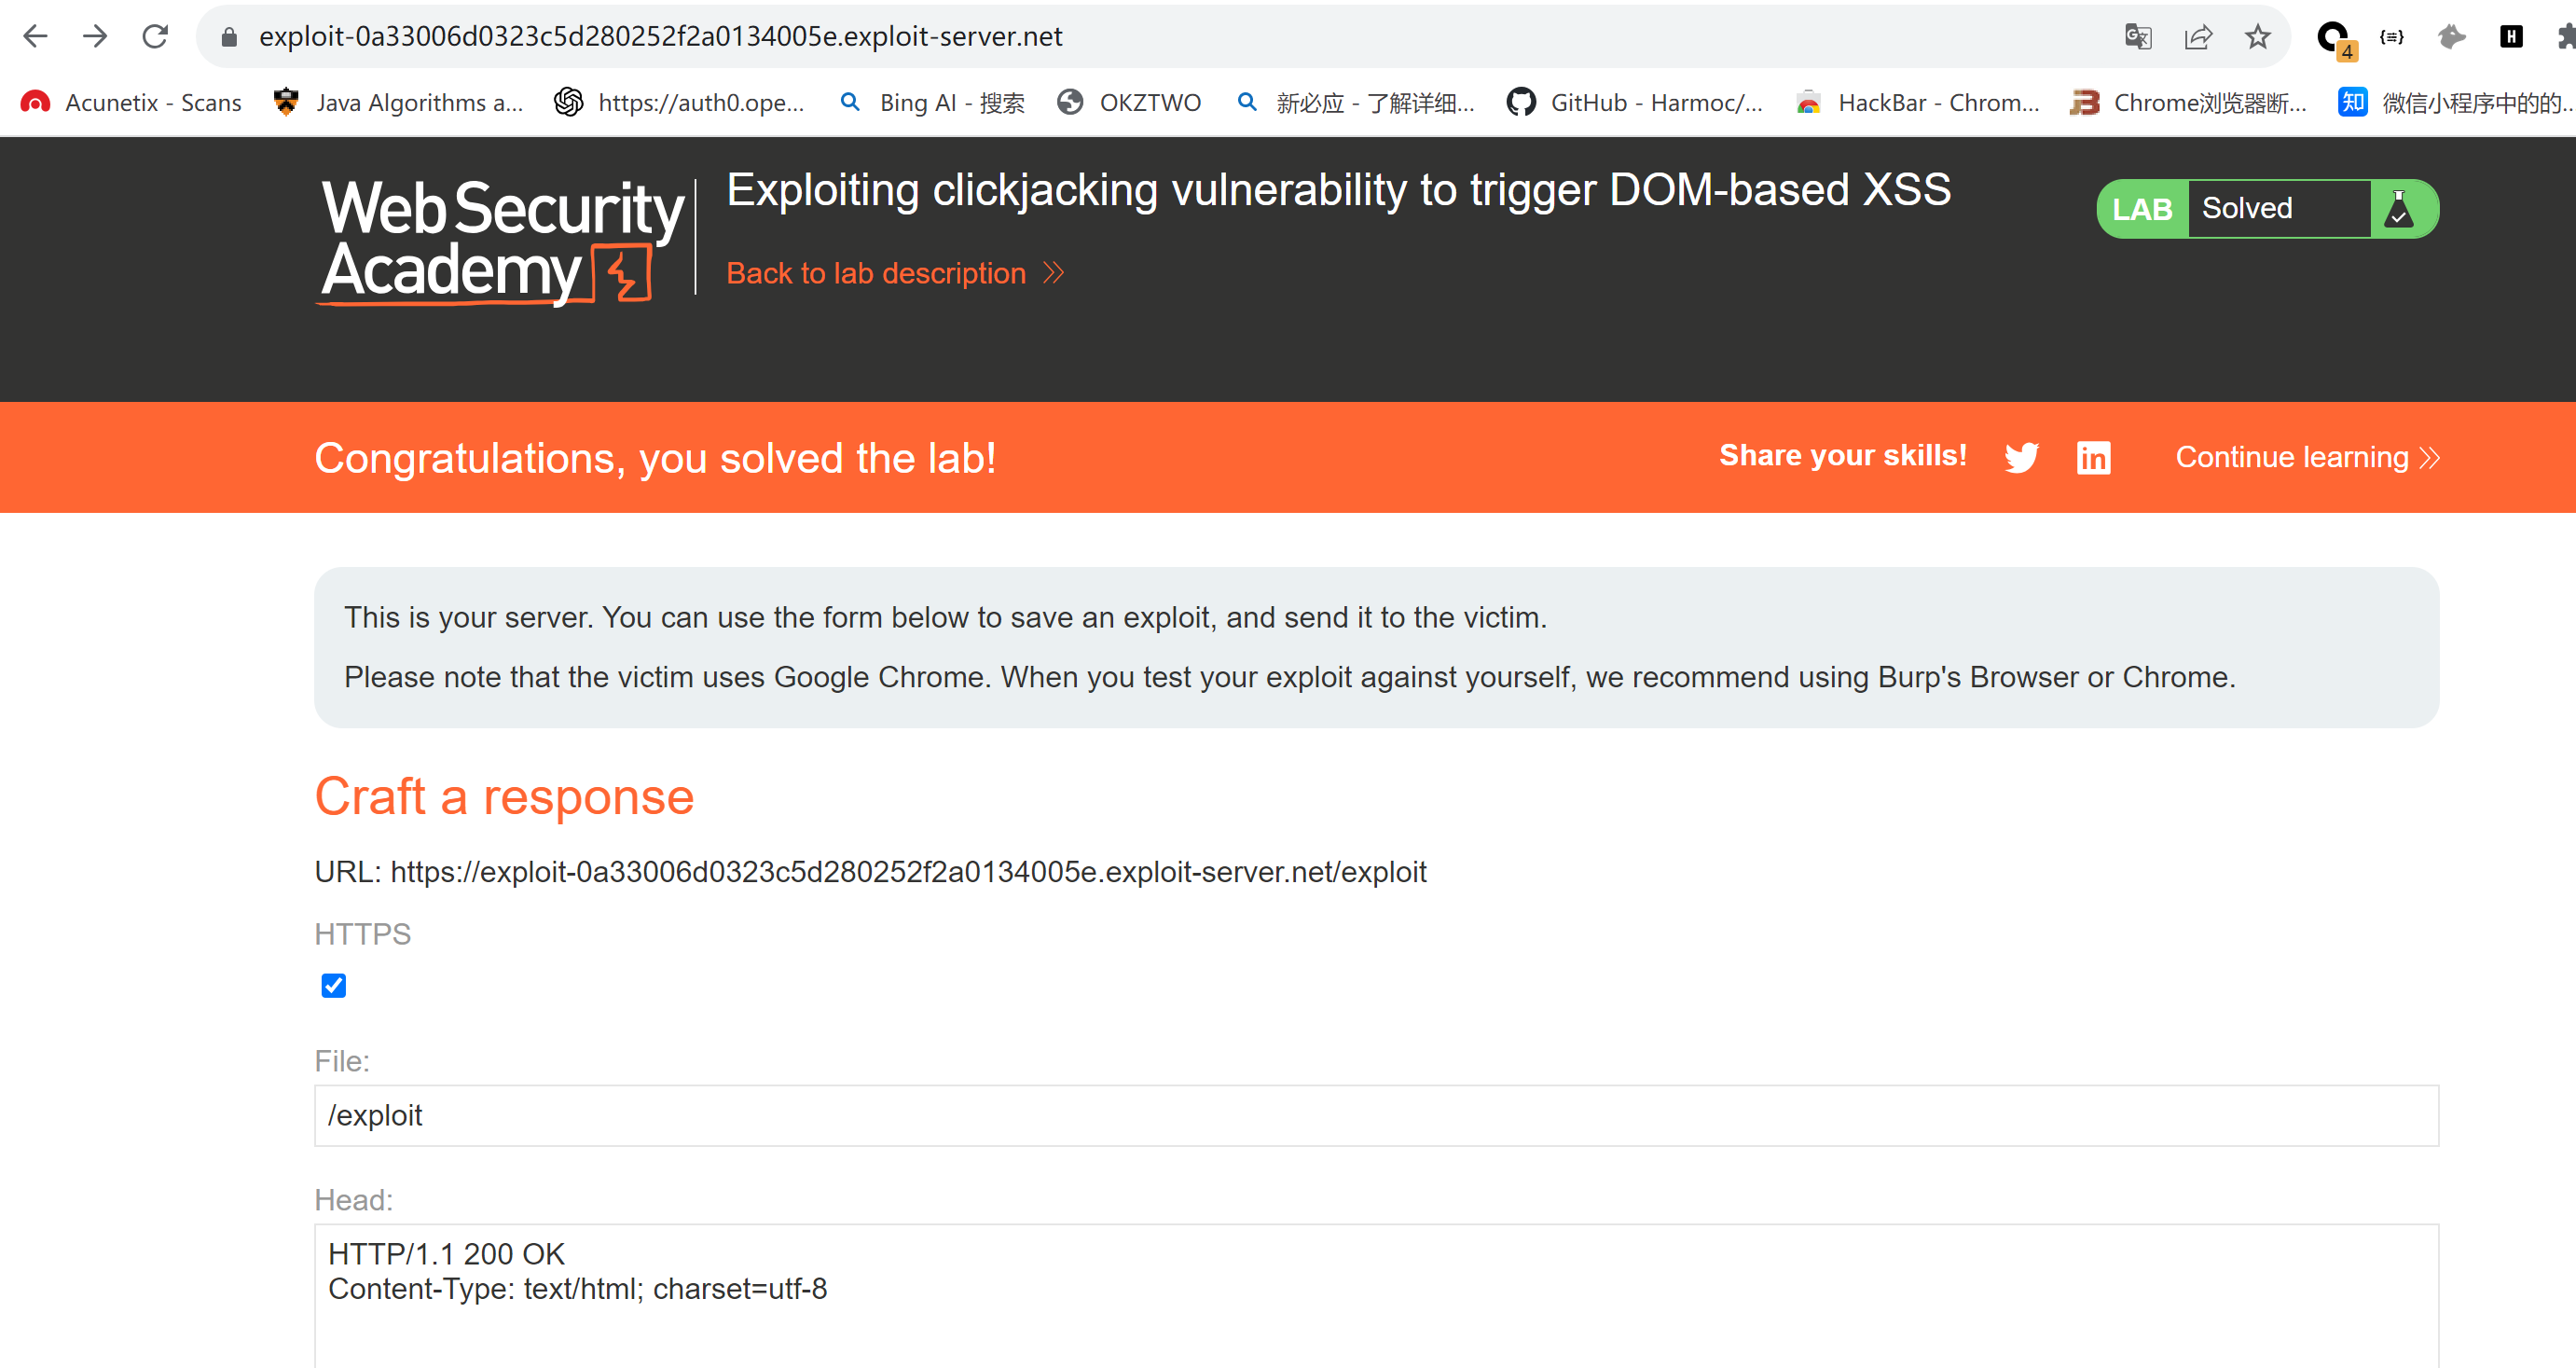 exploit-0a33006d0323c5d280252f2a0134005e.exploit-server.net
4
H
Acunetix - Scans
Java Algorithms a...
https://auth0.ope...
Bing AI - 搜索
OKZTWO
新必应 - 了解详细...
GitHub - Harmoc/...
HackBar - Chrom...
Chrome浏览器断...
知 微信小程序中的的...
Web Security Academy
Exploiting clickjacking vulnerability to trigger DOM-based XSS
LAB Solved
Back to lab description
Congratulations, you solved the lab!
Share your skills!
in
Continue learning
This is your server. You can use the form below to save an exploit, and send it to the victim.
Please note that the victim uses Google Chrome. When you test your exploit against yourself, we recommend using Burp's Browser or Chrome.
Craft a response
URL: https://exploit-0a33006d0323c5d280252f2a0134005e.exploit-server.net/exploit
HTTPS
File:
/exploit
Head:
HTTP/1.1 200 OK
Content-Type: text/html; charset=utf-8